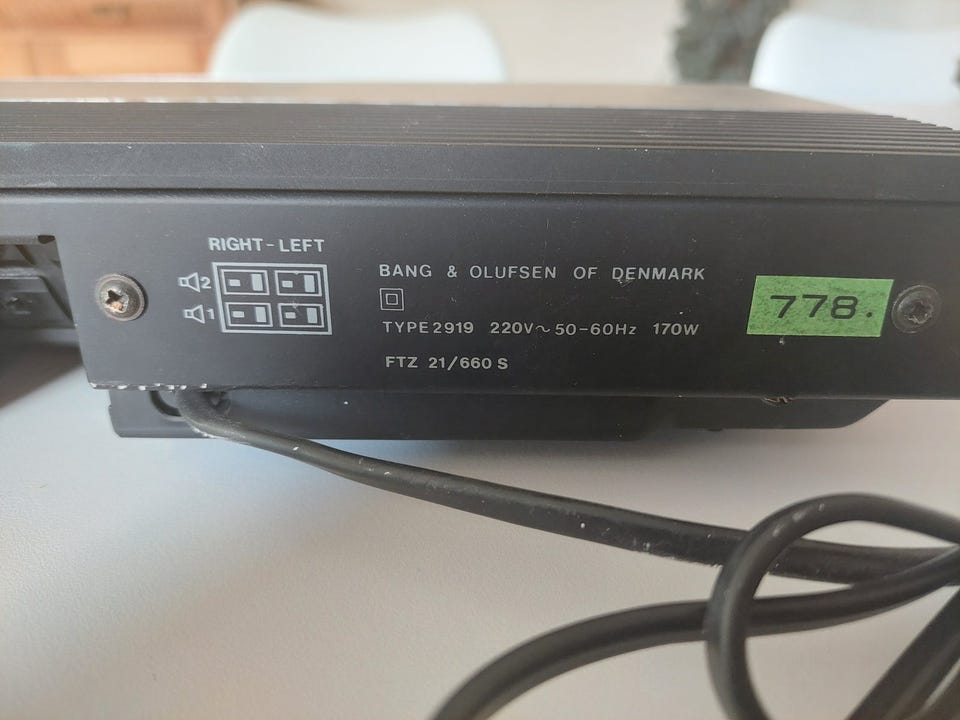 RIGHT-LEFT
2
1
BANG & OLUFSEN OF DENMARK
TYPE 2919 220V~50-60Hz 170W
FTZ 21/660 S
778.